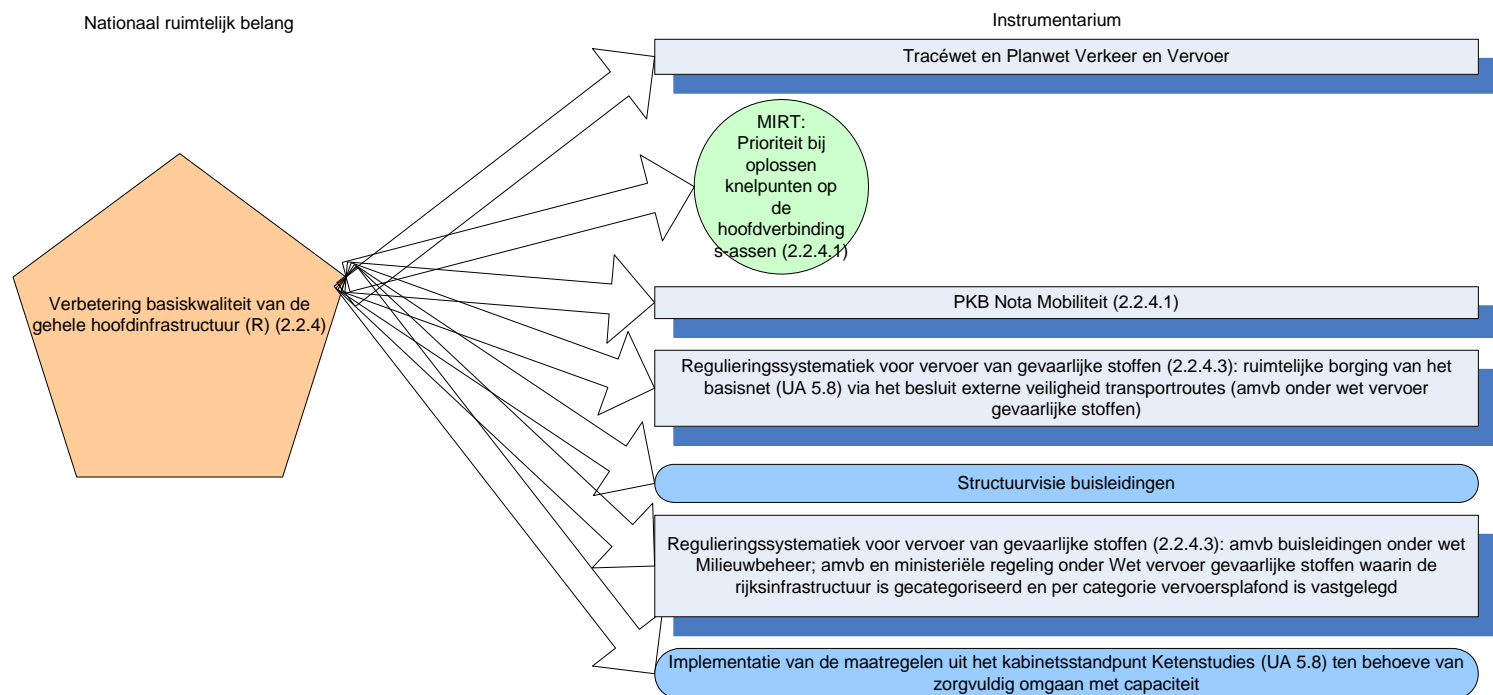 Nationaal ruimtelijk belang
Instrumentarium
Tracéwet en Planwet Verkeer en Vervoer
MIRT:
Prioriteit bij
oplossen
knelpunten op
de
hoofdverbinding
s-assen (2.2.4.1)
Verbetering basiskwaliteit van de
gehele hoofdinfrastructuur (R) (2.2.4)
PKB Nota Mobiliteit (2.2.4.1)
Regulieringssystematiek voor vervoer van gevaarlijke stoffen (2.2.4.3): ruimtelijke borging van het
basisnet (UA 5.8) via het besluit externe veiligheid transportroutes (amvb onder wet vervoer
gevaarlijke stoffen)
Structuurvisie buisleidingen
Regulieringssystematiek voor vervoer van gevaarlijke stoffen (2.2.4.3): amvb buisleidingen onder wet
Milieuwbeheer; amvb en ministeriële regeling onder Wet vervoer gevaarlijke stoffen waarin de
rijksinfrastructuur is gecategoriseerd en per categorie vervoersplafond is vastgelegd
Implementatie van de maatregelen uit het kabinetsstandpunt Ketenstudies (UA 5.8) ten behoeve van
zorgvuldig omgaan met capaciteit